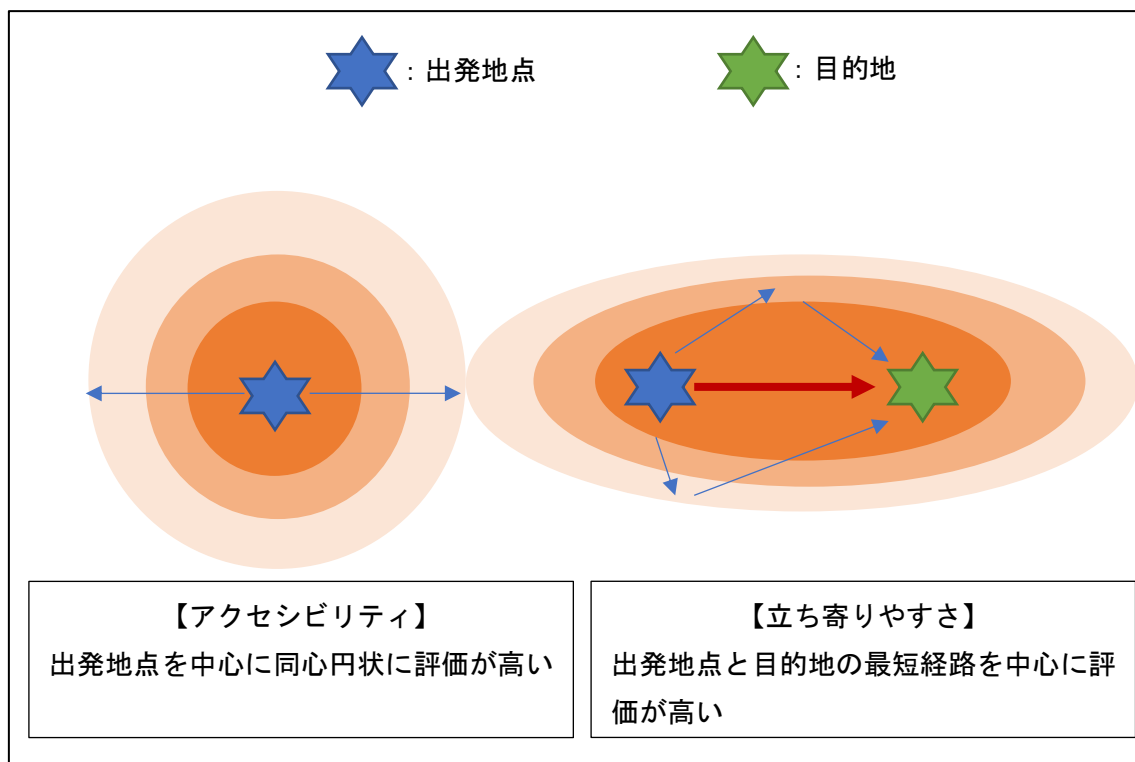 ：出発地点
：目的地
【アクセシビリティ】
出発地点を中心に同心円状に評価が高い
【立ち寄りやすさ】
出発地点と目的地の最短経路を中心に評
価が高い